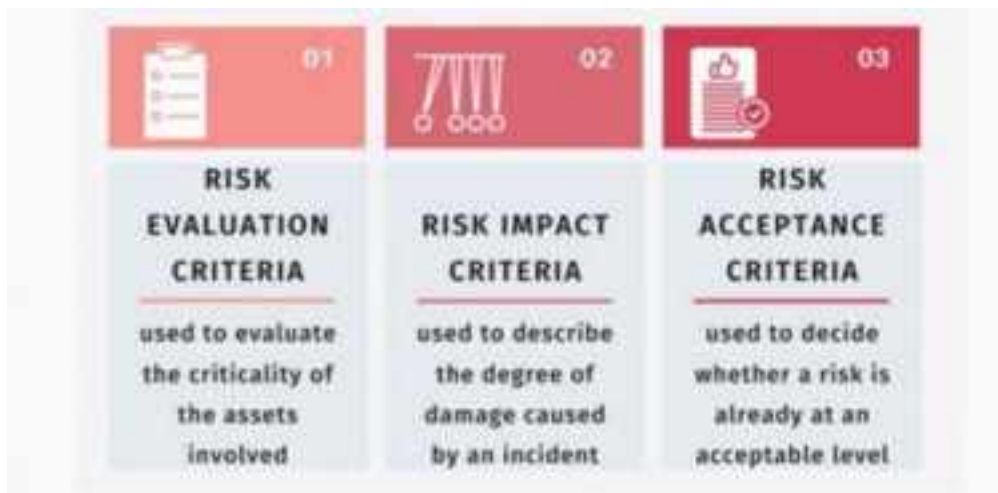 01
RISK
EVALUATION
CRITERIA
used to evaluate
the criticality of
the assets
involved
02
RISK IMPACT
CRITERIA
used to describe
the degree of
damage caused
by an incident
03
RISK
ACCEPTANCE
CRITERIA
used to decide
whether a risk is
already at an
acceptable level